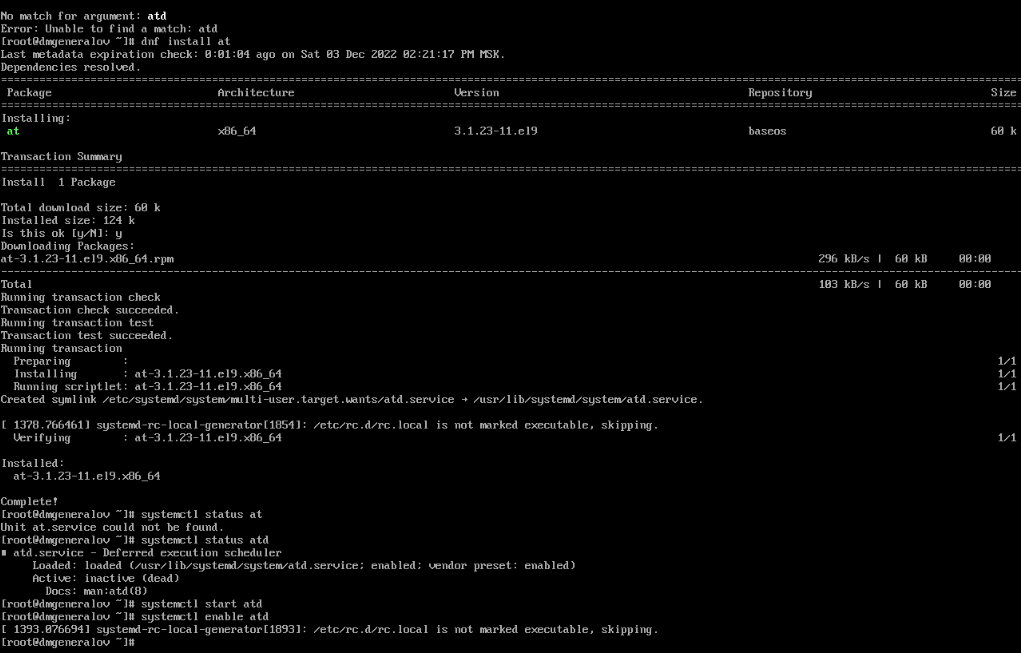 No match for argument: atd
Error: Unable to find a match: atd
[root@dmgeneralov ~]# dnf install at
Last metadata expiration check: 0:01:04 ago on Sat 03 Dec 2022 02:21:17 PM MSK.
Dependencies resolved.
Package Architecture Version Repository Size
Installing:
at x86_64 3.1.23-11.el9 baseos 60 k
Transaction Summary
Install 1 Package
Total download size: 60 k
Installed size: 124 k
Is this ok [y/N]: y
Downloading Packages:
at-3.1.23-11.el9.x86_64.rpm 296 kB/s | 60 kB 00:00
Total 103 kB/s | 60 kB 00:00
Running transaction check
Transaction check succeeded.
Running transaction test
Transaction test succeeded.
Running transaction
Preparing : 1/1
Installing : at-3.1.23-11.el9.x86_64 1/1
Running scriptlet: at-3.1.23-11.el9.x86_64 1/1
Created symlink /etc/systemd/system/multi-user.target.wants/atd.service → /usr/lib/systemd/system/atd.service.
[ 1378.766461] systemd-rc-local-generator[1854]: /etc/rc.d/rc.local is not marked executable, skipping.
Verifying : at-3.1.23-11.el9.x86_64 1/1
Installed:
at-3.1.23-11.el9.x86_64
Complete!
[root@dmgeneralov ~]# systemctl status at
Unit at.service could not be found.
[root@dmgeneralov ~]# systemctl status atd
■ atd.service - Deferred execution scheduler
Loaded: loaded (/usr/lib/systemd/system/atd.service; enabled; vendor preset: enabled)
Active: inactive (dead)
Docs: man:atd(8)
[root@dmgeneralov ~]# systemctl start atd
[root@dmgeneralov ~]# systemctl enable atd
[ 1393.076694] systemd-rc-local-generator[1893]: /etc/rc.d/rc.local is not marked executable, skipping.
[root@dmgeneralov ~]#